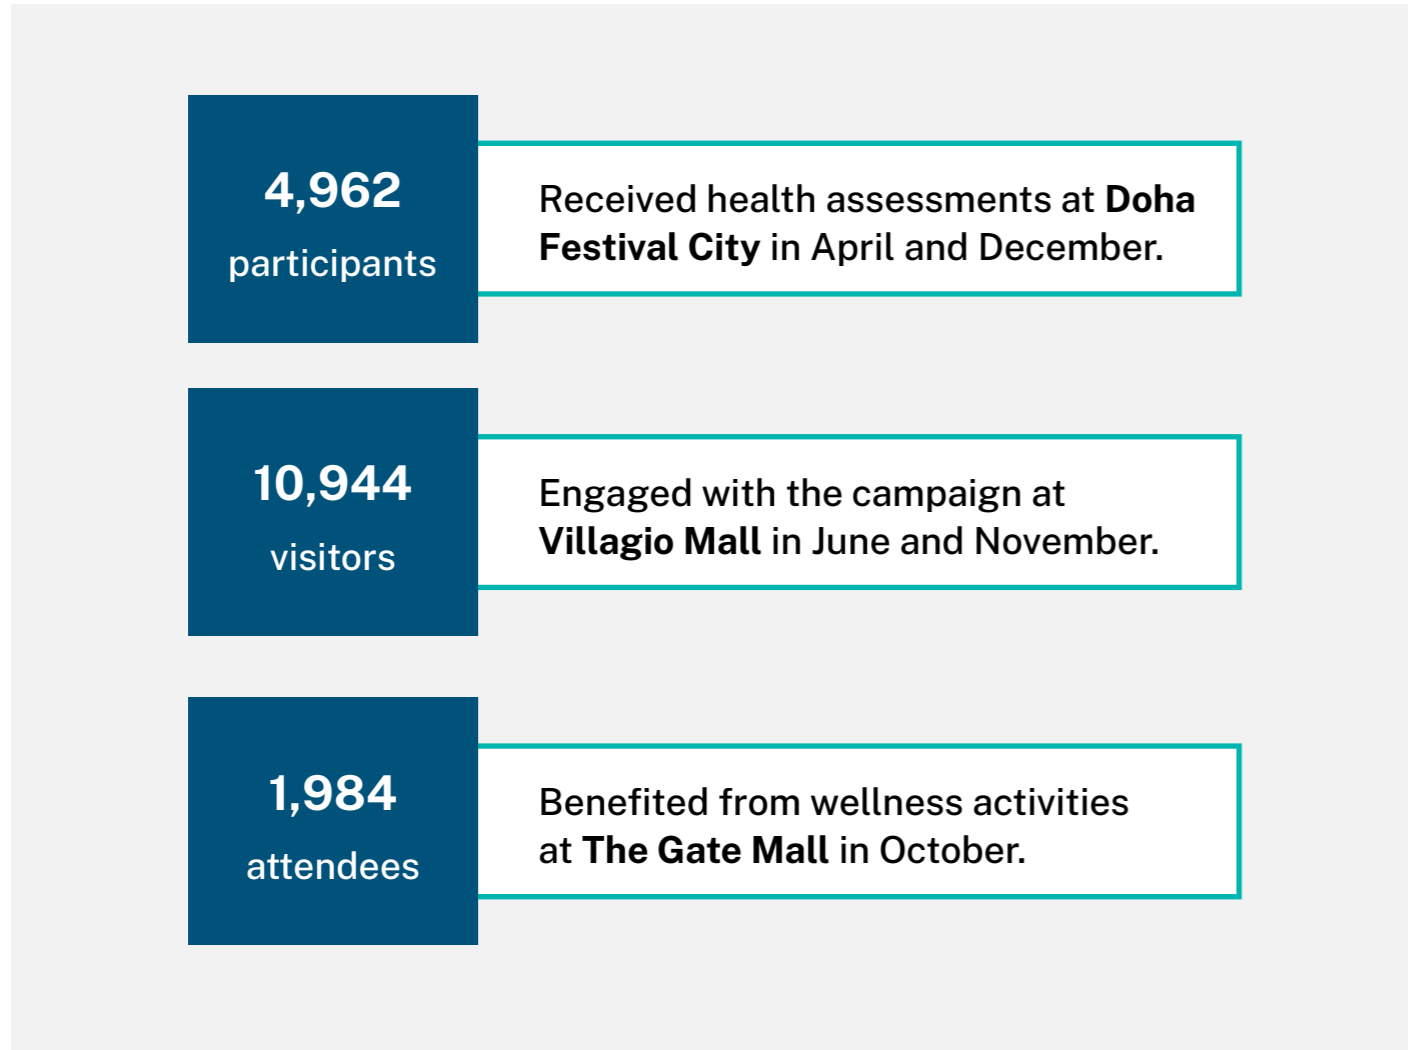 4,962
participants
Received health assessments at Doha
Festival City in April and December.
10,944
visitors
Engaged with the campaign at
Villagio Mall in June and November.
1,984
attendees
Benefited from wellness activities
at The Gate Mall in October.